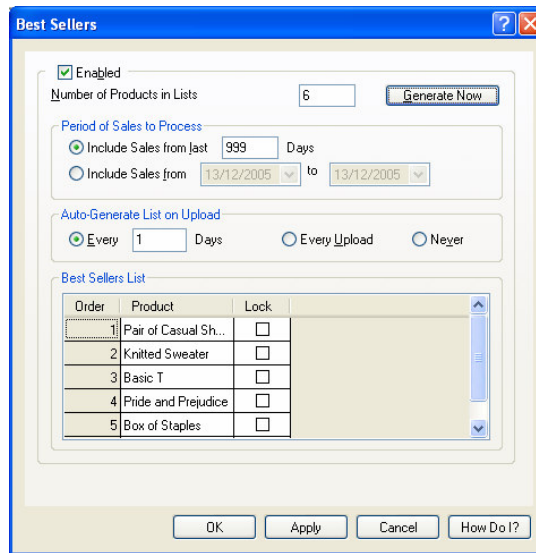 Best Sellers
Enabled
Number of Products in Lists 6 Generate Now
Period of Sales to Process
Include Sales from last 999 Days
Include Sales from 13/12/2005 to 13/12/2005
Auto-Generate List on Upload
Every 1 Days Every Upload Never
Best Sellers List
Order Product Lock
1 Pair of Casual Sh...
2 Knitted Sweater
3 Basic T
4 Pride and Prejudice
5 Box of Staples
OK Apply Cancel How Do I?